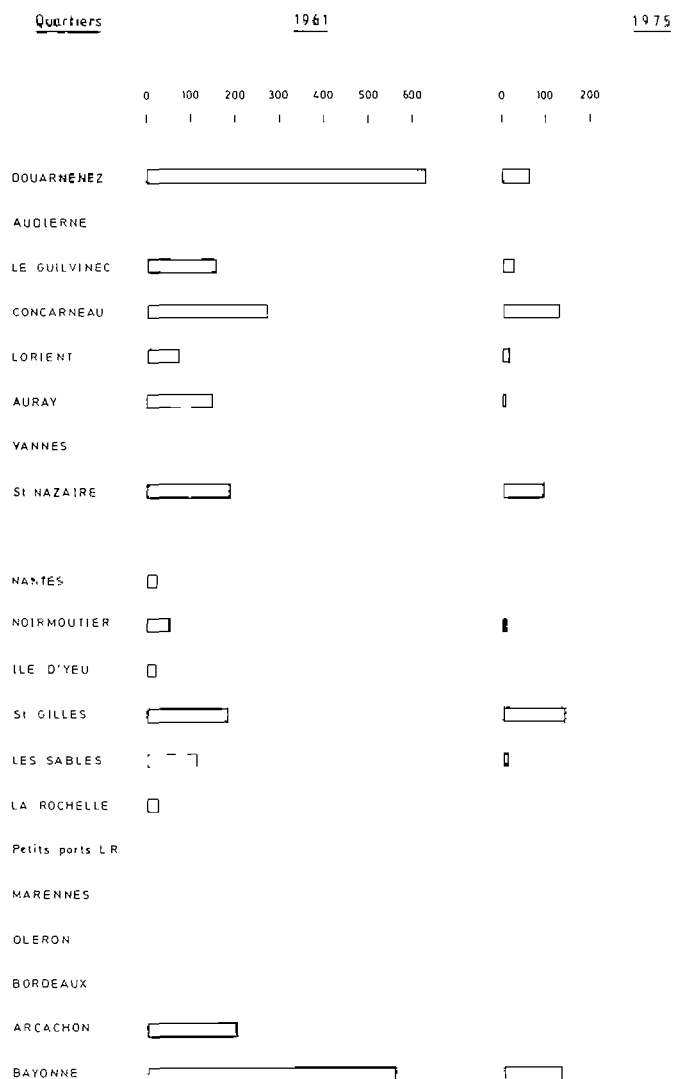 Quartiers 1961 1975
0 100 200 300 400 500 600 0 100 200
DOUARNENEZ
AUDIERNE
LE GUILVINEC
CONCARNEAU
LORIENT
AURAY
VANNES
St NAZAIRE
NANTES
NOIRMOUTIER
ILE D'YEU
St GILLES
LES SABLES
LA ROCHELLE
Petits ports L R
MARENNES
OLERON
BORDEAUX
ARCACHON
BAYONNE